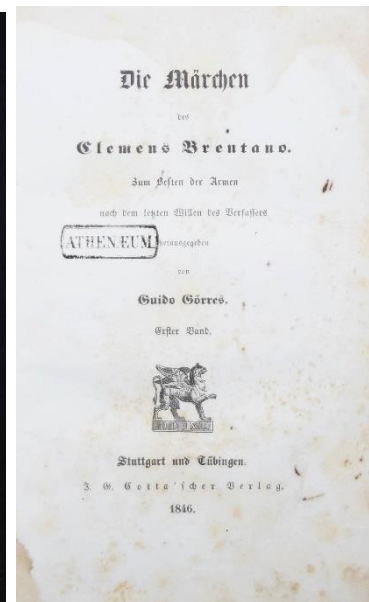 Die Märchen
des
Clemens Brentano.
Zum Besten der Armen
nach dem letzten Willen des Verfassers
ATHENÆUM
herausgegeben
von
Guido Görres.
Erster Band.
Stuttgart und Tübingen.
J. G. Cotta'scher Verlag.
1846.